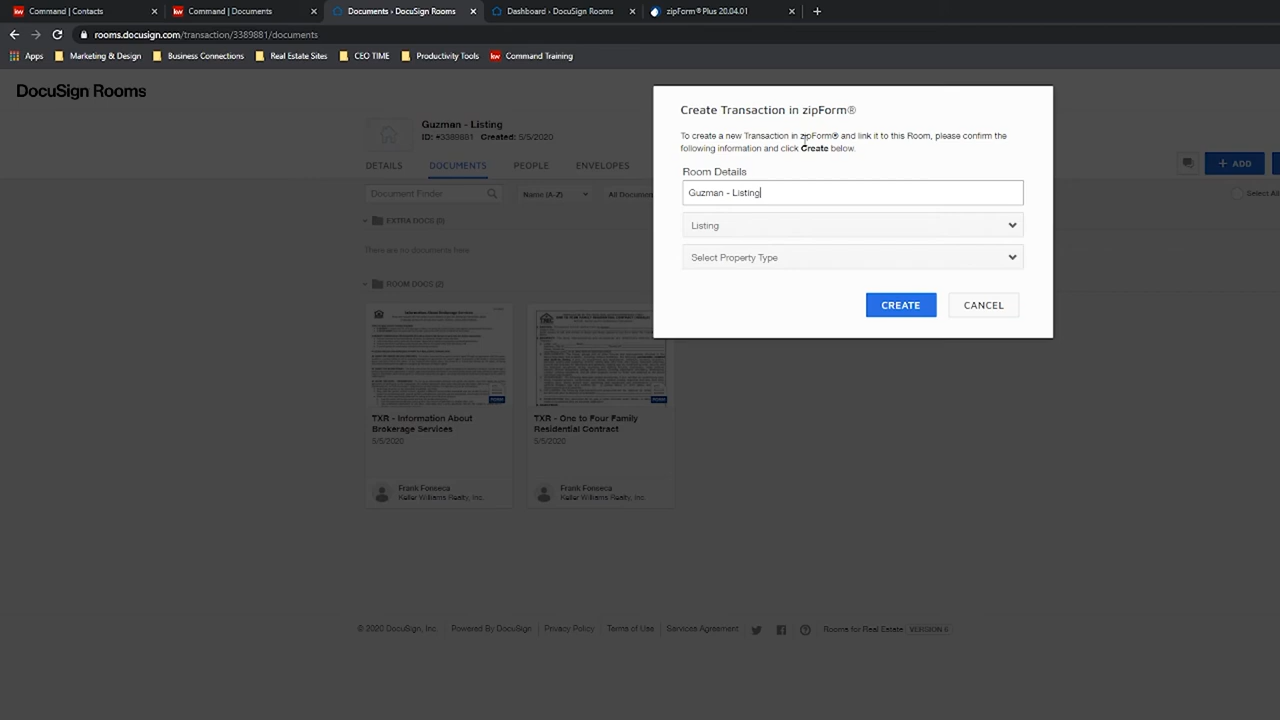 Command | Contacts
Command | Documents
Documents › DocuSign Rooms
Dashboard › DocuSign Rooms
zipForm® Plus 20.04.01
rooms.docusign.com/transaction/3389881/documents
Apps
Marketing & Design
Business Connections
Real Estate Sites
CEO TIME
Productivity Tools
Command Training
DocuSign Rooms
Guzman - Listing
ID: #3389881 Created: 5/5/2020
DETAILS
DOCUMENTS
PEOPLE
ENVELOPES
+ ADD
Document Finder
Name (A-Z)
All Documen
Select All
EXTRA DOCS (0)
There are no documents here
ROOM DOCS (2)
TXR - Information About
Brokerage Services
5/5/2020
Frank Fonseca
Keller Williams Realty, Inc.
TXR - One to Four Family
Residential Contract
5/5/2020
Frank Fonseca
Keller Williams Realty, Inc.
Create Transaction in zipForm®
To create a new Transaction in zipForm® and link it to this Room, please confirm the
following information and click Create below.
Room Details
Guzman - Listing
Listing
Select Property Type
CREATE
CANCEL
© 2020 DocuSign, Inc.
Powered By DocuSign
Privacy Policy
Terms of Use
Services Agreement
Rooms for Real Estate
VERSION 6